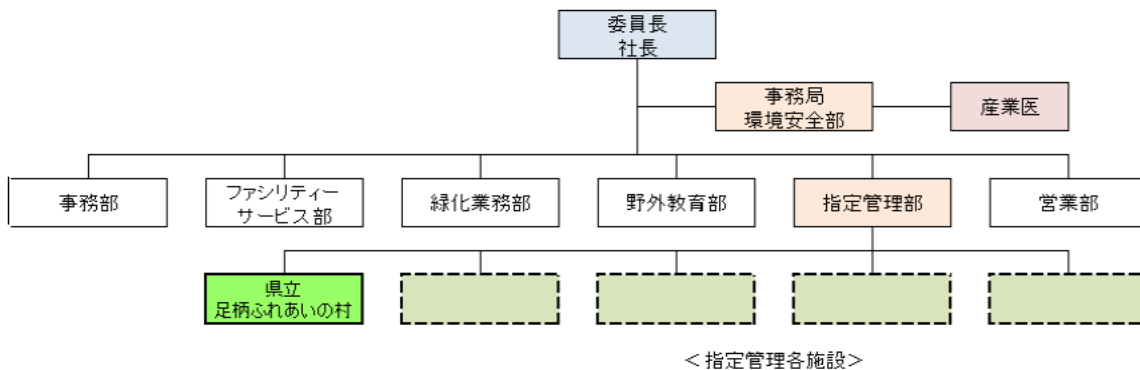 委員長
社長
事務局
環境安全部
産業医
事務部
ファシリティー
サービス部
緑化業務部
野外教育部
指定管理部
営業部
県立
足柄ふれあいの村
＜指定管理各施設＞